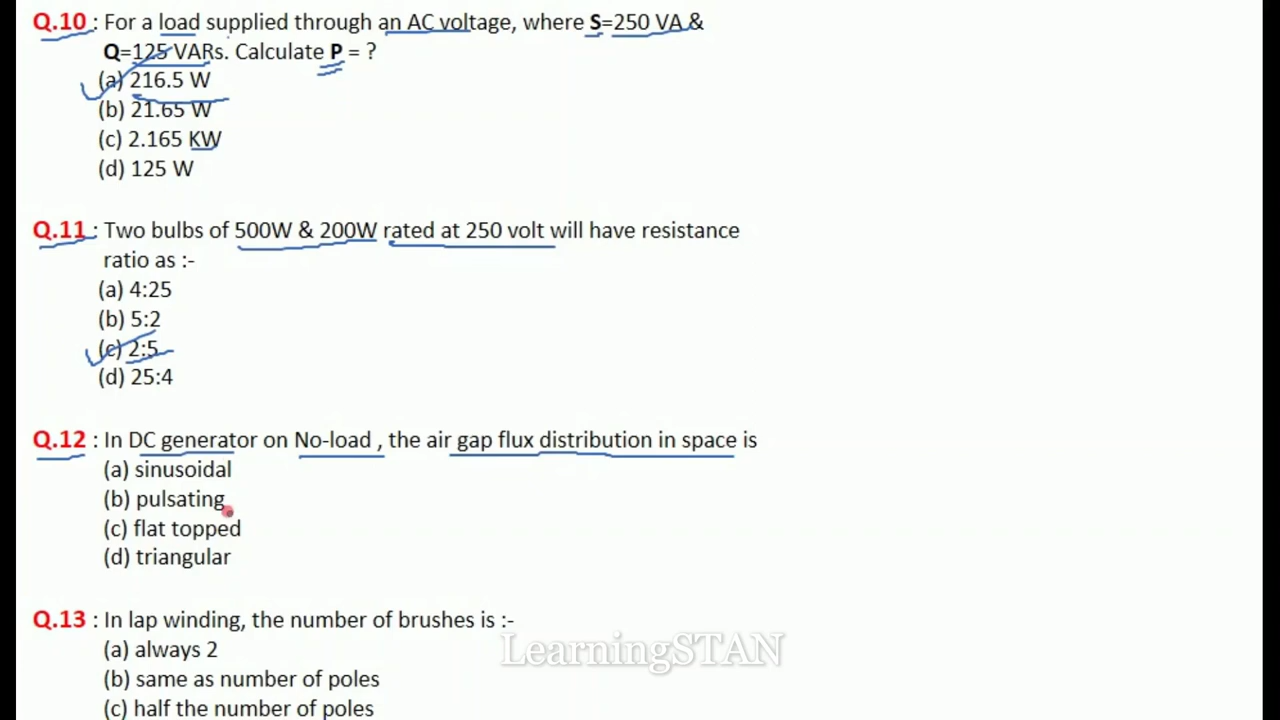 Q.10 : For a load supplied through an AC voltage, where S=250 VA &
Q=125 VARs. Calculate P = ?
(a) 216.5 W
(b) 21.65 W
(c) 2.165 KW
(d) 125 W
Q.11 : Two bulbs of 500W & 200W rated at 250 volt will have resistance
ratio as :-
(a) 4:25
(b) 5:2
(c) 2:5
(d) 25:4
Q.12 : In DC generator on No-load , the air gap flux distribution in space is
(a) sinusoidal
(b) pulsating
(c) flat topped
(d) triangular
Q.13 : In lap winding, the number of brushes is :-
(a) always 2
(b) same as number of poles
(c) half the number of poles
LearningSTAN